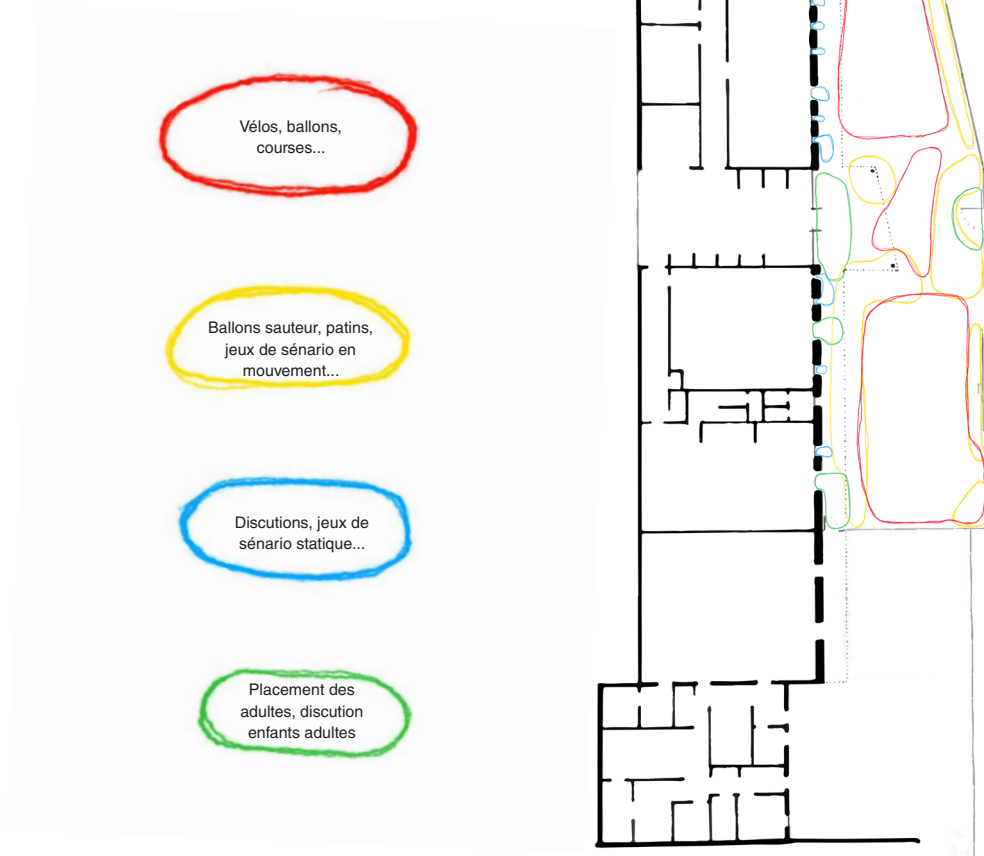 Vélos, ballons,
courses...
Ballons sauteur, patins,
jeux de sénario en
mouvement...
Discutions, jeux de
sénario statique...
Placement des
adultes, discution
enfants adultes